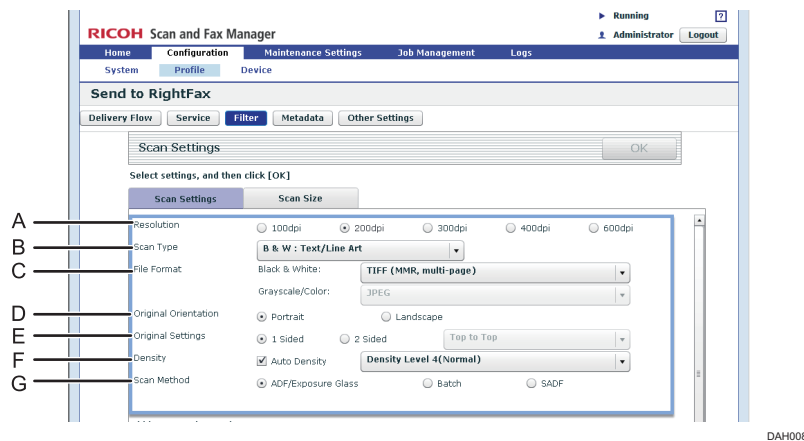 Running ?
RICOH Scan and Fax Manager Administrator Logout
Home Configuration Maintenance Settings Job Management Logs
System Profile Device
Send to RightFax
Delivery Flow Service Filter Metadata Other Settings
Scan Settings OK
Select settings, and then click [OK]
Scan Settings Scan Size
A Resolution 100dpi 200dpi 300dpi 400dpi 600dpi
B Scan Type B & W : Text/Line Art
C File Format Black & White: TIFF (MMR, multi-page)
Grayscale/Color: JPEG
D Original Orientation Portrait Landscape
E Original Settings 1 Sided 2 Sided Top to Top
F Density Auto Density Density Level 4(Normal)
G Scan Method ADF/Exposure Glass Batch SADF
DAH008